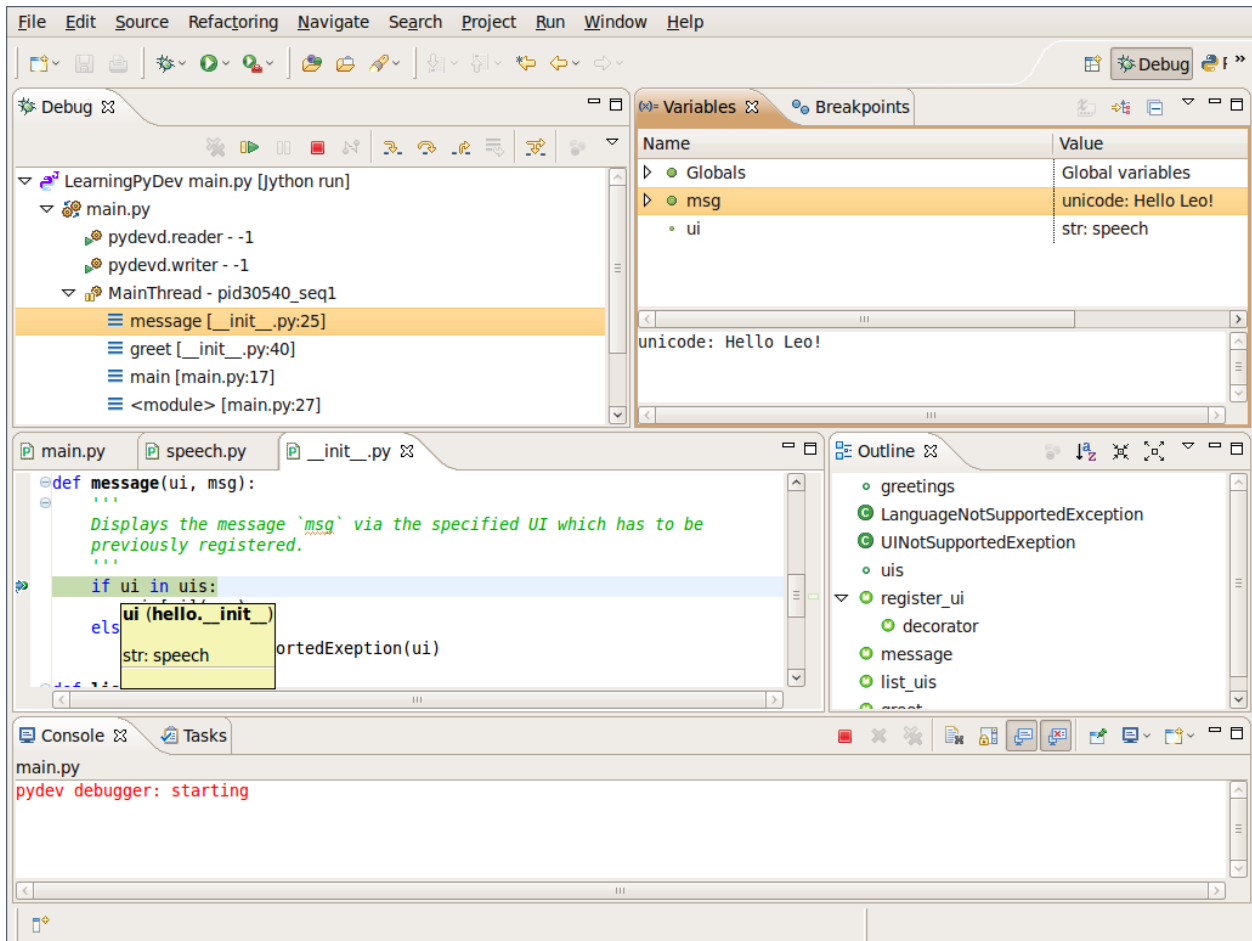 File Edit Source Refactoring Navigate Search Project Run Window Help
Debug
Debug
Variables Breakpoints
LearningPyDev main.py [Jython run]
main.py
pydevd.reader - -1
pydevd.writer - -1
MainThread - pid30540_seq1
message [__init__.py:25]
greet [__init__.py:40]
main [main.py:17]
<module> [main.py:27]
Name Value
Globals Global variables
msg unicode: Hello Leo!
ui str: speech
unicode: Hello Leo!
main.py speech.py __init__.py
def message(ui, msg):
'''
Displays the message `msg` via the specified UI which has to be
previously registered.
'''
if ui in uis:
els
ortedExeption(ui)
ui (hello.__init__)
str: speech
Outline
greetings
LanguageNotSupportedException
UINotSupportedExeption
uis
register_ui
decorator
message
list_uis
greet
Console Tasks
main.py
pydev debugger: starting